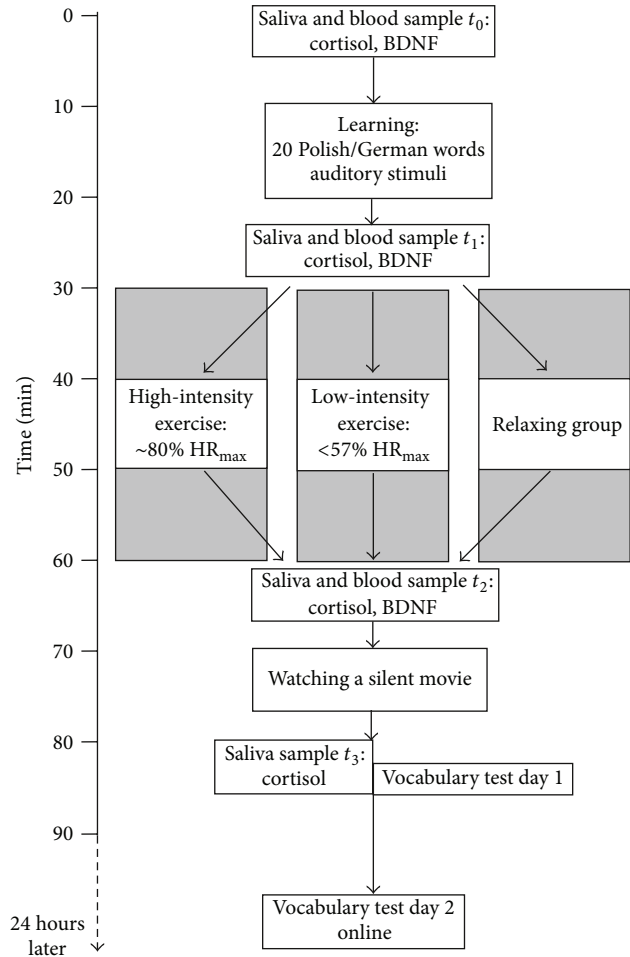 0
Saliva and blood sample t0:
cortisol, BDNF
10
Learning:
20 Polish/German words
auditory stimuli
20
Saliva and blood sample t1:
cortisol, BDNF
30
40
High-intensity
exercise:
~80% HRmax
Low-intensity
exercise:
<57% HRmax
Relaxing group
Time (min)
50
60
Saliva and blood sample t2:
cortisol, BDNF
70
Watching a silent movie
80
Saliva sample t3:
cortisol
Vocabulary test day 1
90
24 hours
later
Vocabulary test day 2
online